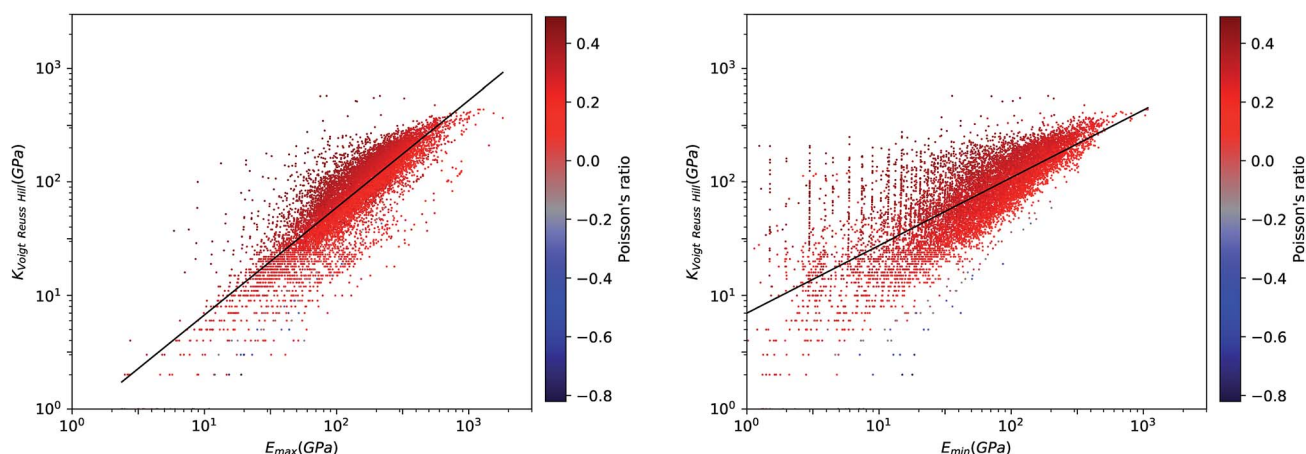 10³
10²
10¹
10⁰
K_Voigt Reuss Hill(GPa)
10⁰ 10¹ 10² 10³
E_max(GPa)
0.4
0.2
0.0
−0.2
−0.4
−0.6
−0.8
Poisson's ratio
10³
10²
10¹
10⁰
K_Voigt Reuss Hill(GPa)
10⁰ 10¹ 10² 10³
E_min(GPa)
0.4
0.2
0.0
−0.2
−0.4
−0.6
−0.8
Poisson's ratio